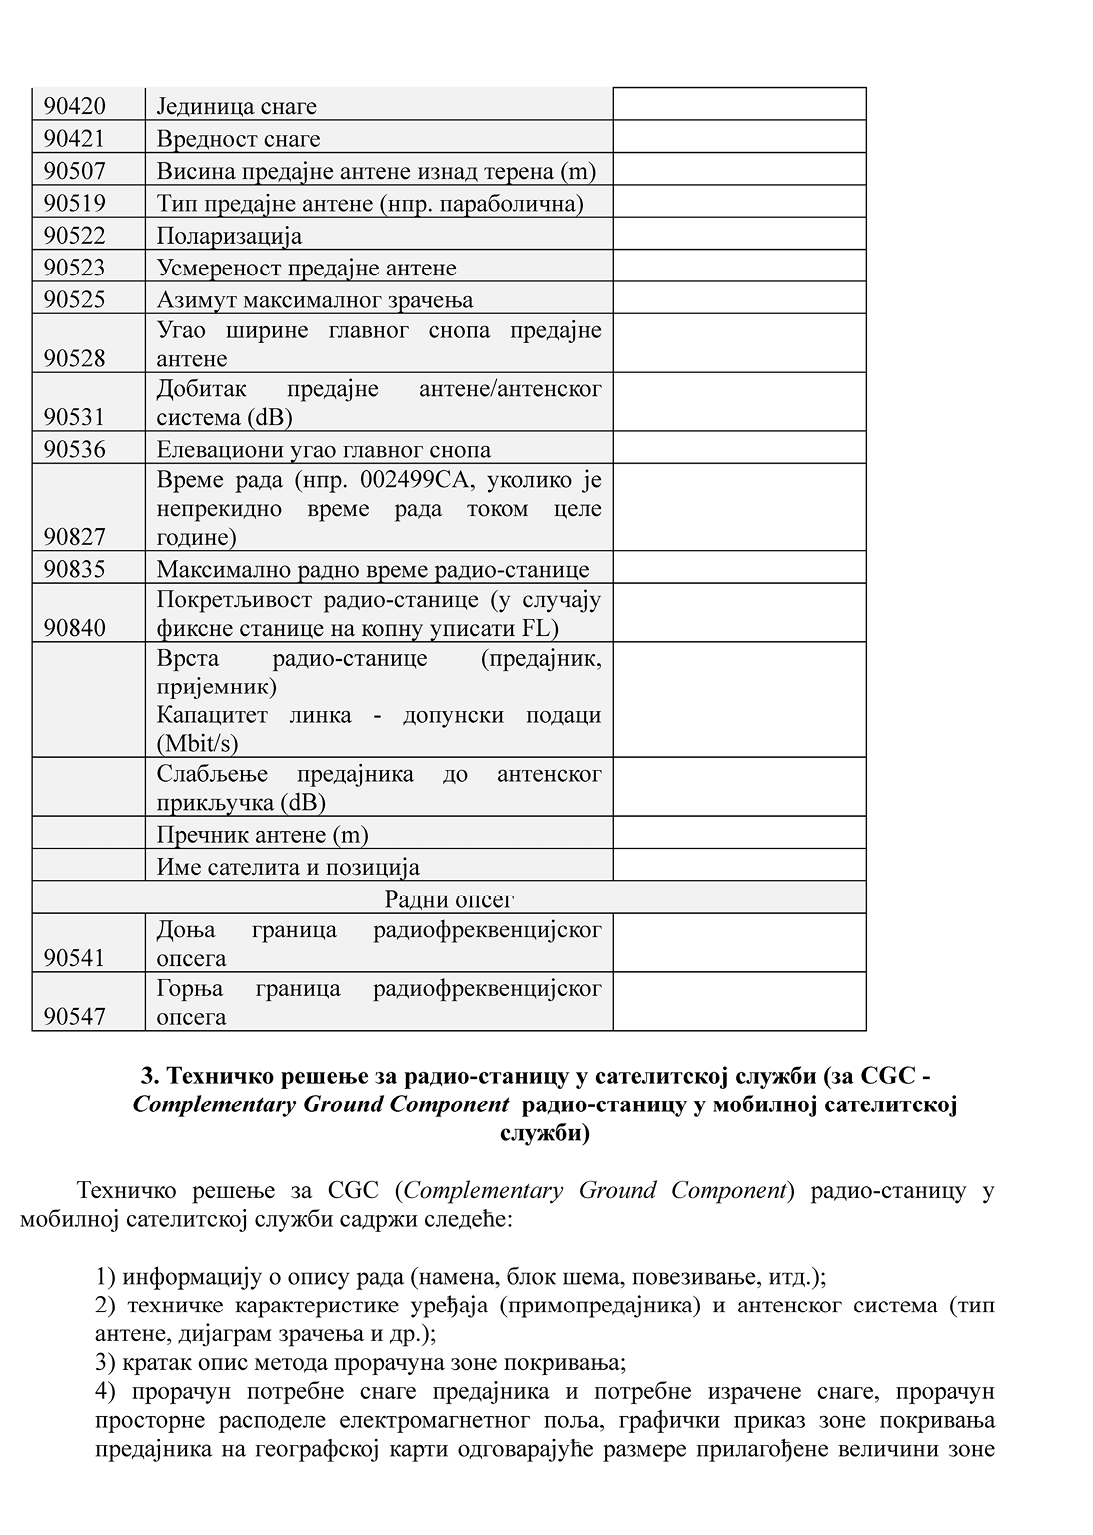 90420 Јединица снаге
90421 Вредност снаге
90507 Висина предајне антене изнад терена (m)
90519 Тип предајне антене (нпр. параболична)
90522 Поларизација
90523 Усмереност предајне антене
90525 Азимут максималног зрачења
Угао ширине главног снопа предајне
90528 антене
Добитак предајне антене/антенског
90531 система (dB)
90536 Елевациони угао главног снопа
Време рада (нпр. 002499CA, уколико је
непрекидно време рада током целе
90827 године)
90835 Максимално радно време радио-станице
Покретљивост радио-станице (у случају
90840 фиксне станице на копну уписати FL)
Врста радио-станице (предајник,
пријемник)
Капацитет линка - допунски подаци
(Mbit/s)
Слабљење предајника до антенског
прикључка (dB)
Пречник антене (m)
Име сателита и позиција
Радни опсег
Доња граница радиофреквенцијског
90541 опсега
Горња граница радиофреквенцијског
90547 опсега
3. Техничко решење за радио-станицу у сателитској служби (за CGC -
Complementary Ground Component радио-станицу у мобилној сателитској
служби)
Техничко решење за CGC (Complementary Ground Component) радио-станицу у
мобилној сателитској служби садржи следеће:
1) информацију о опису рада (намена, блок шема, повезивање, итд.);
2) техничке карактеристике уређаја (примопредајника) и антенског система (тип
антене, дијаграм зрачења и др.);
3) кратак опис метода прорачуна зоне покривања;
4) прорачун потребне снаге предајника и потребне израчене снаге, прорачун
просторне расподеле електромагнетног поља, графички приказ зоне покривања
предајника на географској карти одговарајуће размере прилагођене величини зоне